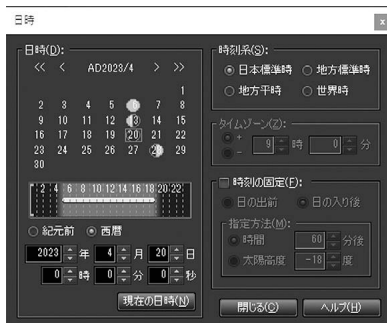 日時
x
日時(D):
<< < AD2023/4 > >>
1
2 3 4 5 6 7 8
9 10 11 12 13 14 15
16 17 18 19 20 21 22
23 24 25 26 27 28 29
30
2 4 6 8 10 12 14 16 18 20 22
紀元前 西暦
2023 年 4 月 20 日
0 時 0 分 0 秒
現在の日時(N)
時刻系(S):
日本標準時 地方標準時
地方平時 世界時
タイムゾーン(Z):
+
- 9 時 0 分
時刻の固定(F):
日の出前 日の入り後
指定方法(M):
時間 60 分後
太陽高度 -18 度
閉じる(C) ヘルプ(H)